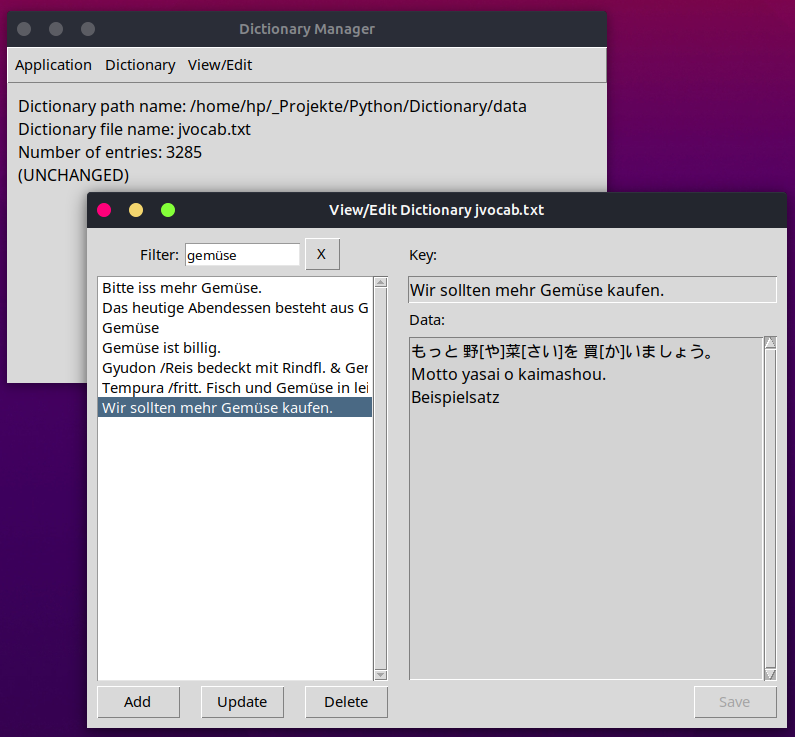 Dictionary Manager
Application Dictionary View/Edit
Dictionary path name: /home/hp/_Projekte/Python/Dictionary/data
Dictionary file name: jvocab.txt
Number of entries: 3285
(UNCHANGED)
View/Edit Dictionary jvocab.txt
Filter: gemüse X
Bitte iss mehr Gemüse.
Das heutige Abendessen besteht aus G
Gemüse
Gemüse ist billig.
Gyudon /Reis bedeckt mit Rindfl. & Ger
Tempura /fritt. Fisch und Gemüse in lei
Wir sollten mehr Gemüse kaufen.
Add Update Delete
Key:
Wir sollten mehr Gemüse kaufen.
Data:
もっと 野[や]菜[さい]を 買[か]いましょう。
Motto yasai o kaimashou.
Beispielsatz
Save